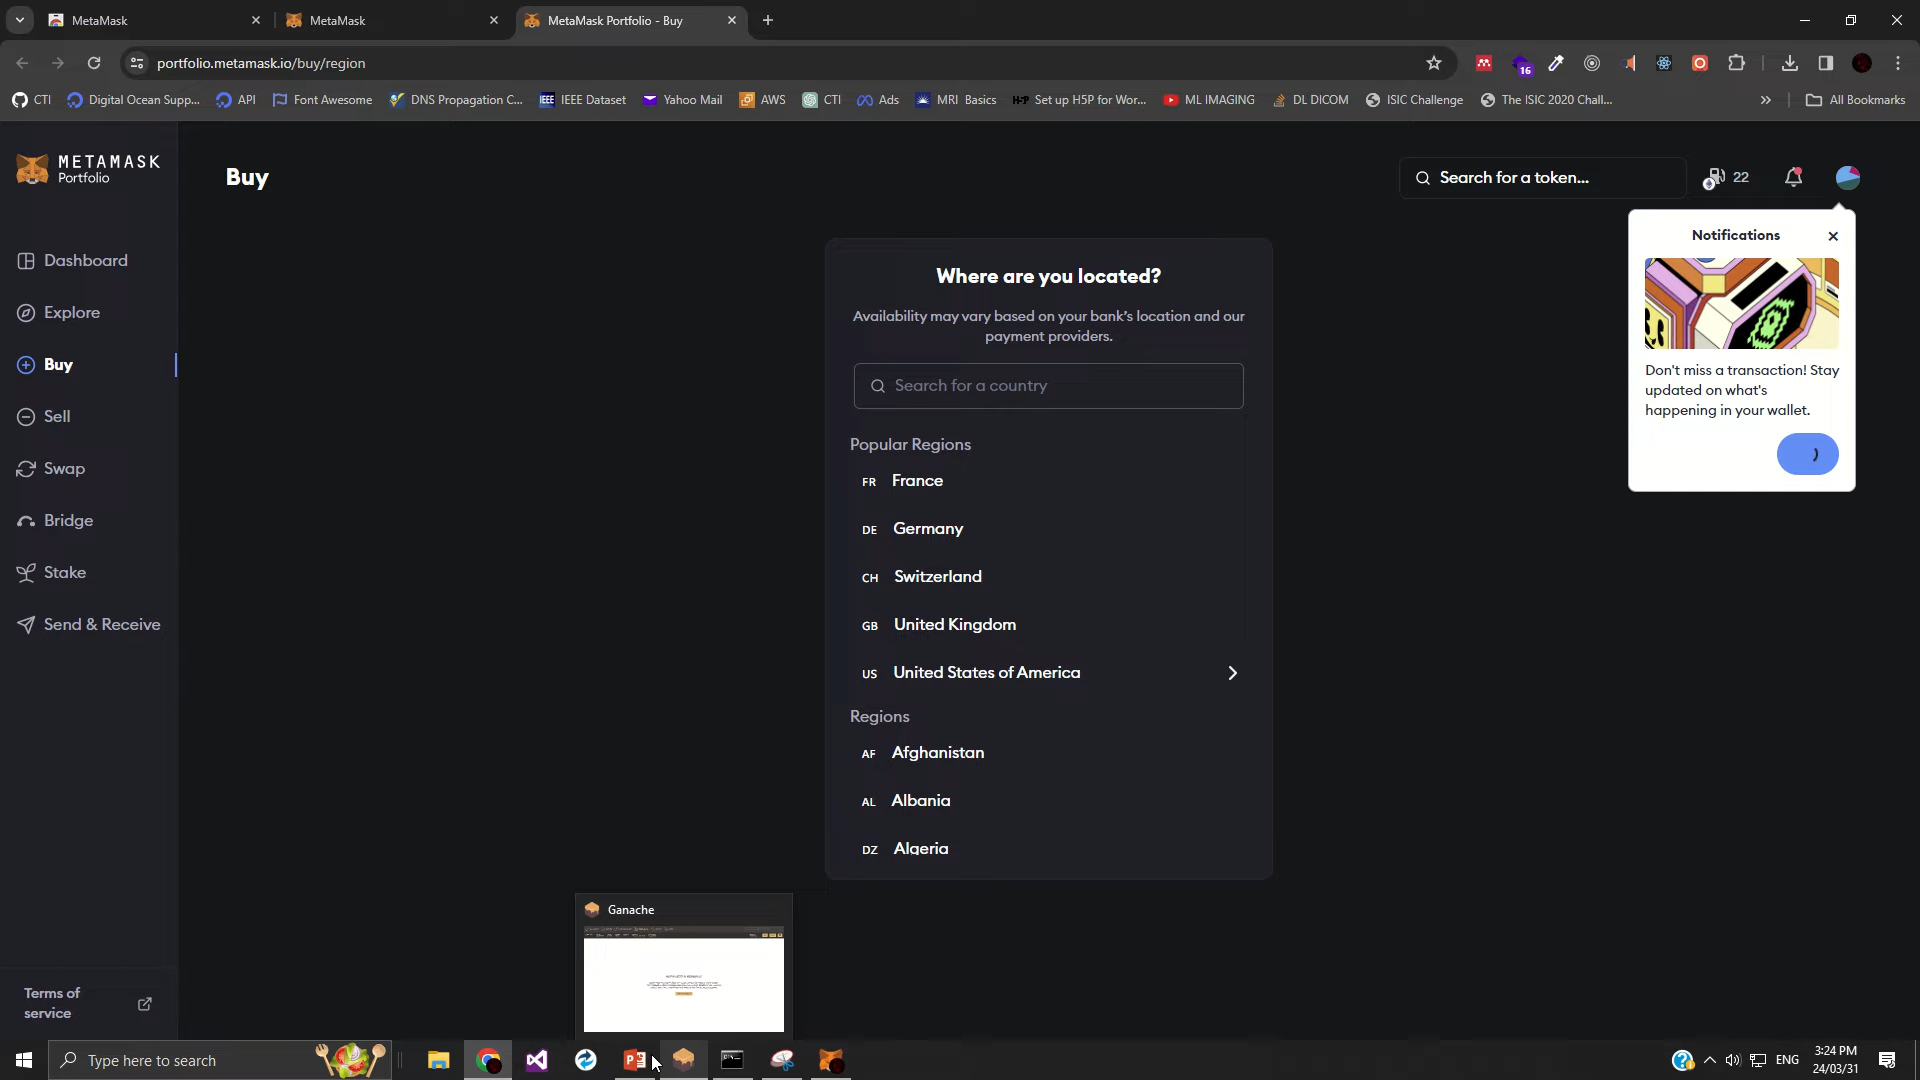 MetaMask
MetaMask
MetaMask Portfolio - Buy
portfolio.metamask.io/buy/region
16
CTI
Digital Ocean Supp...
API
Font Awesome
DNS Propagation C...
IEEE Dataset
Yahoo Mail
AWS
CTI
Ads
MRI Basics
Set up H5P for Wor...
ML IMAGING
DL DICOM
ISIC Challenge
The ISIC 2020 Chall...
All Bookmarks
METAMASK
Portfolio
Buy
Search for a token...
22
Notifications
Don't miss a transaction! Stay
updated on what's
happening in your wallet.
Dashboard
Explore
Buy
Sell
Swap
Bridge
Stake
Send & Receive
Where are you located?
Availability may vary based on your bank’s location and our
payment providers.
Search for a country
Popular Regions
FR France
DE Germany
CH Switzerland
GB United Kingdom
US United States of America
Regions
AF Afghanistan
AL Albania
DZ Algeria
Ganache
Terms of
service
Type here to search
ENG
3:24 PM
24/03/31